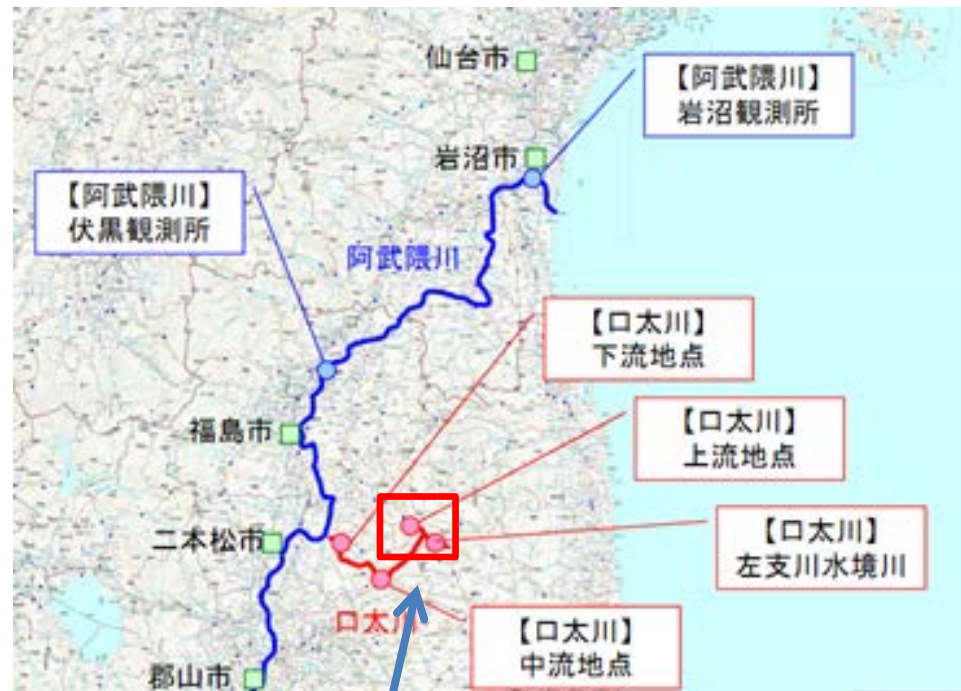 仙台市
【阿武隈川】
岩沼観測所
岩沼市
【阿武隈川】
伏黒観測所
阿武隈川
【口太川】
下流地点
福島市
【口太川】
上流地点
二本松市
【口太川】
左支川水境川
口太川
【口太川】
中流地点
郡山市